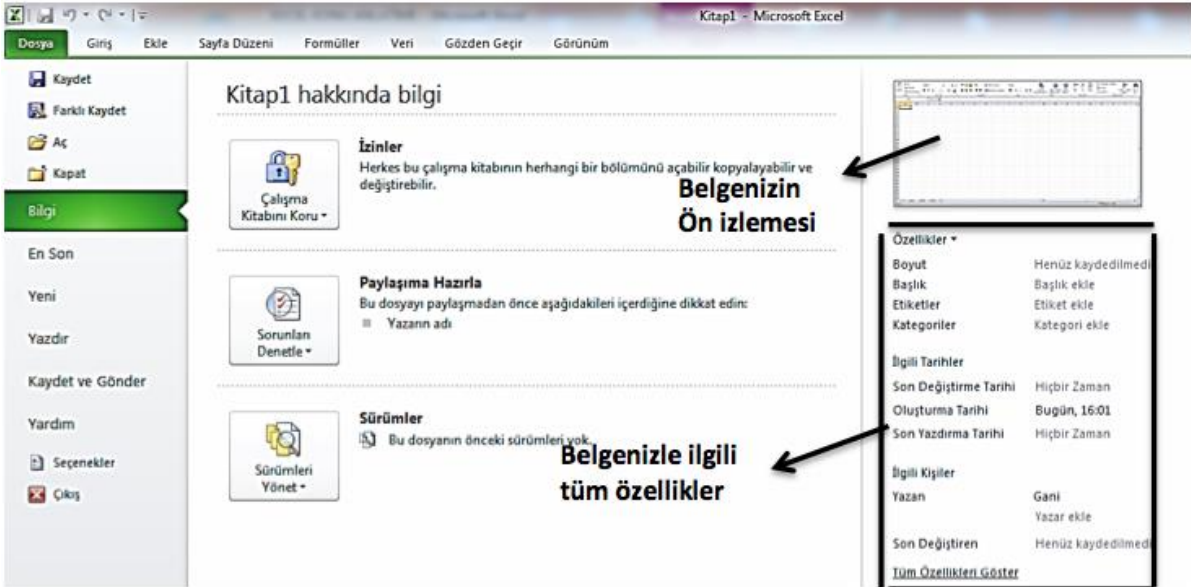 Kitap1 - Microsoft Excel
Dosya Giriş Ekle Sayfa Düzeni Formüller Veri Gözden Geçir Görünüm
Kaydet
Farklı Kaydet
Aç
Kapat
Bilgi
En Son
Yeni
Yazdır
Kaydet ve Gönder
Yardım
Seçenekler
Çıkış
Kitap1 hakkında bilgi
Çalışma
Kitabını Koru
İzinler
Herkes bu çalışma kitabının herhangi bir bölümünü açabilir kopyalayabilir ve
değiştirebilir.
Sorunları
Denetle
Paylaşıma Hazırla
Bu dosyayı paylaşmadan önce aşağıdakileri içerdiğine dikkat edin:
Yazarın adı
Sürümleri
Yönet
Sürümler
Bu dosyanın önceki sürümleri yok.
Belgenizin
Ön izlemesi
Belgenizle ilgili
tüm özellikler
Özellikler
Boyut Henüz kaydedilmedi
Başlık Başlık ekle
Etiketler Etiket ekle
Kategoriler Kategori ekle
İlgili Tarihler
Son Değiştirme Tarihi Hiçbir Zaman
Oluşturma Tarihi Bugün, 16:01
Son Yazdırma Tarihi Hiçbir Zaman
İlgili Kişiler
Yazan Gani
Yazar ekle
Son Değiştiren Henüz kaydedilmedi
Tüm Özellikleri Göster